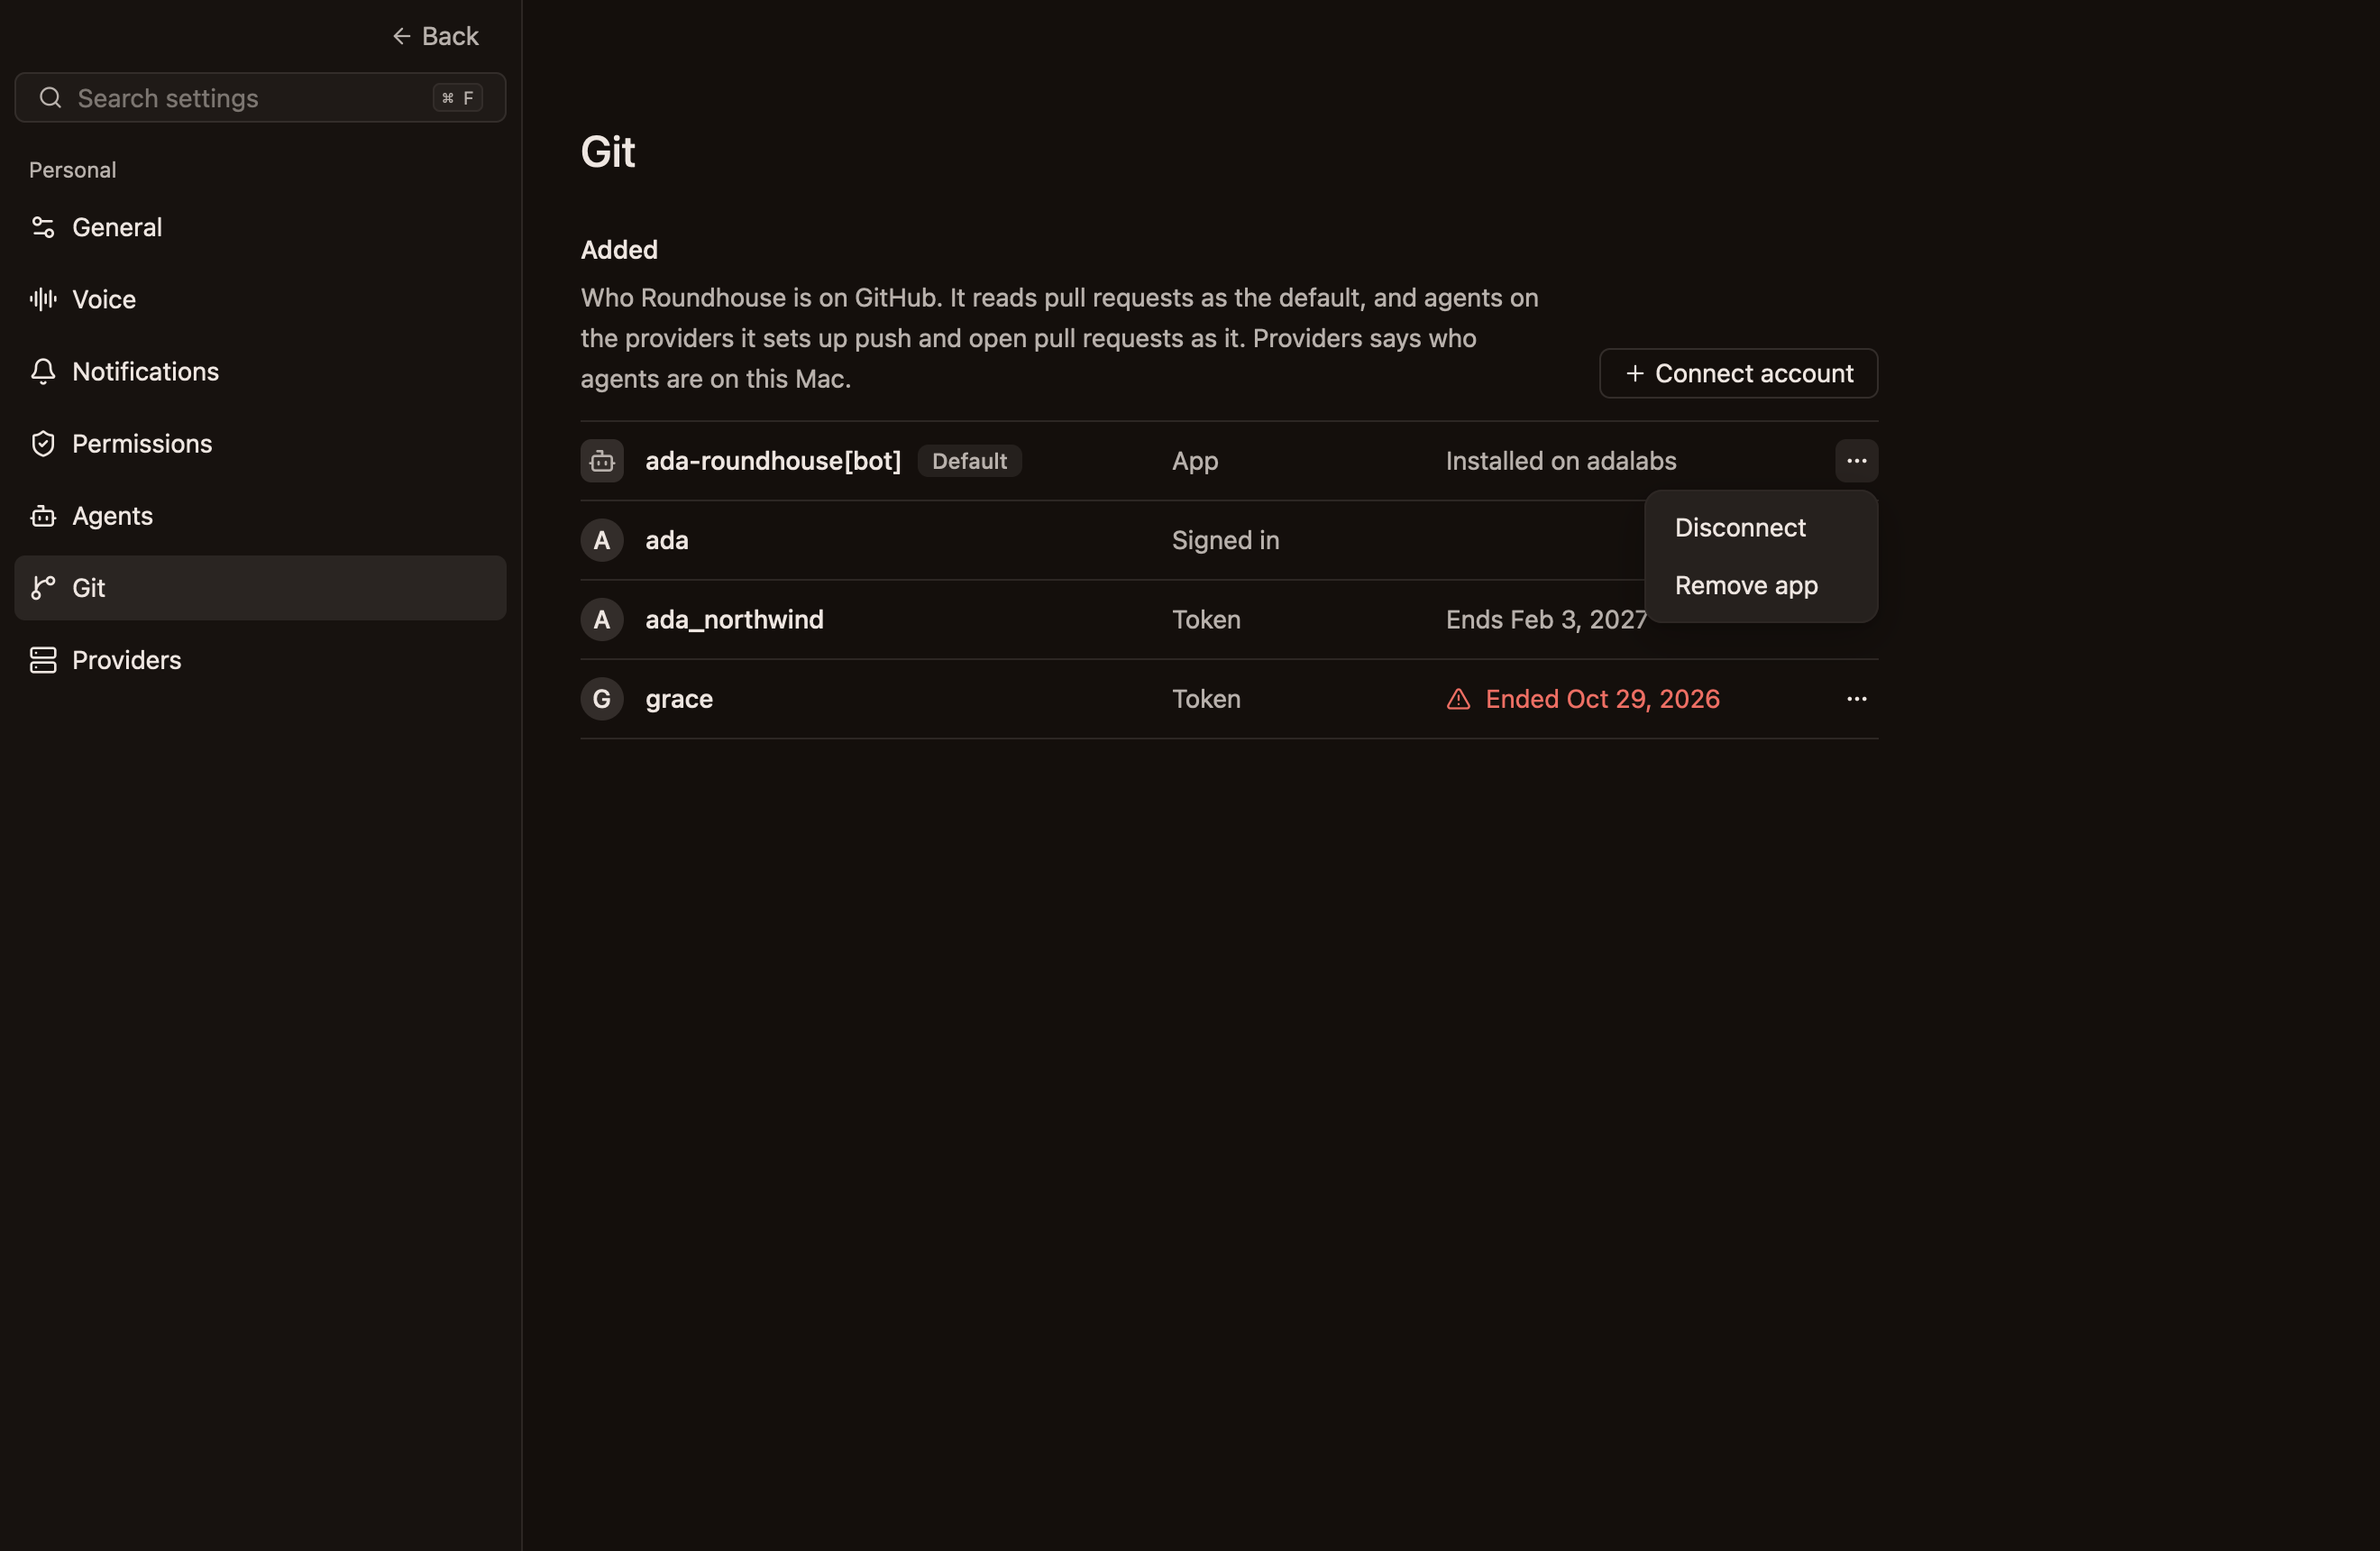 Back
Search settings
⌘ F
Personal
General
Voice
Notifications
Permissions
Agents
Git
Providers
Git
Added
Who Roundhouse is on GitHub. It reads pull requests as the default, and agents on
the providers it sets up push and open pull requests as it. Providers says who
agents are on this Mac.
Connect account
ada-roundhouse[bot] Default App Installed on adalabs
Disconnect
A ada Signed in
Remove app
A ada_northwind Token Ends Feb 3, 2027
G grace Token Ended Oct 29, 2026